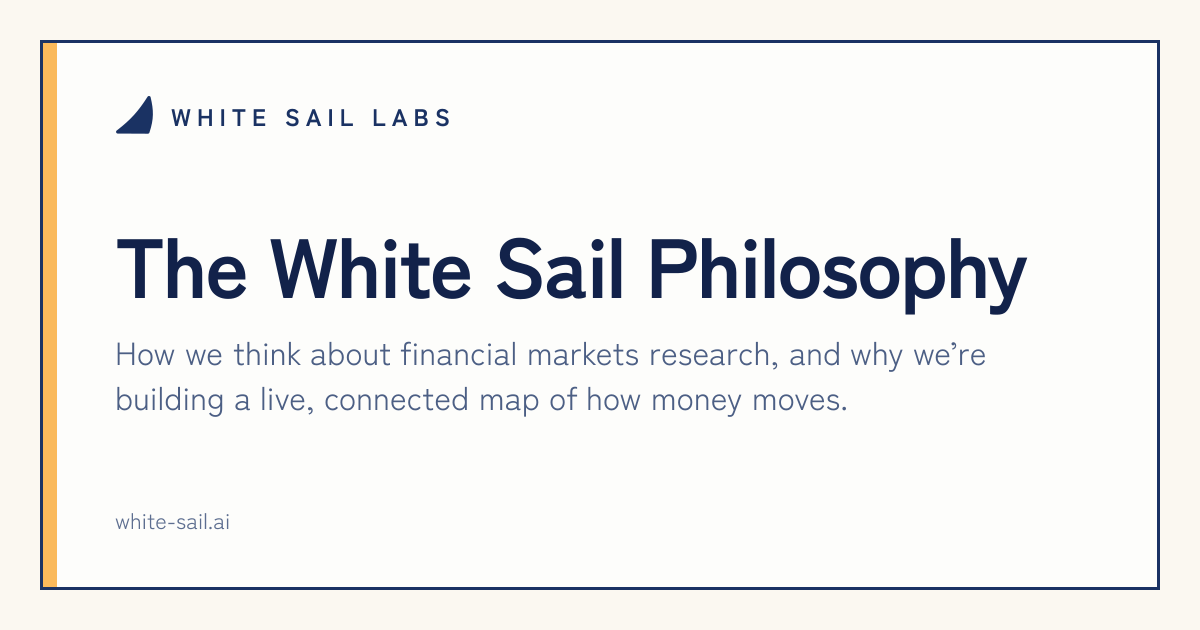 WHITE SAIL LABS
The White Sail Philosophy
How we think about financial markets research, and why we’re
building a live, connected map of how money moves.
white-sail.ai